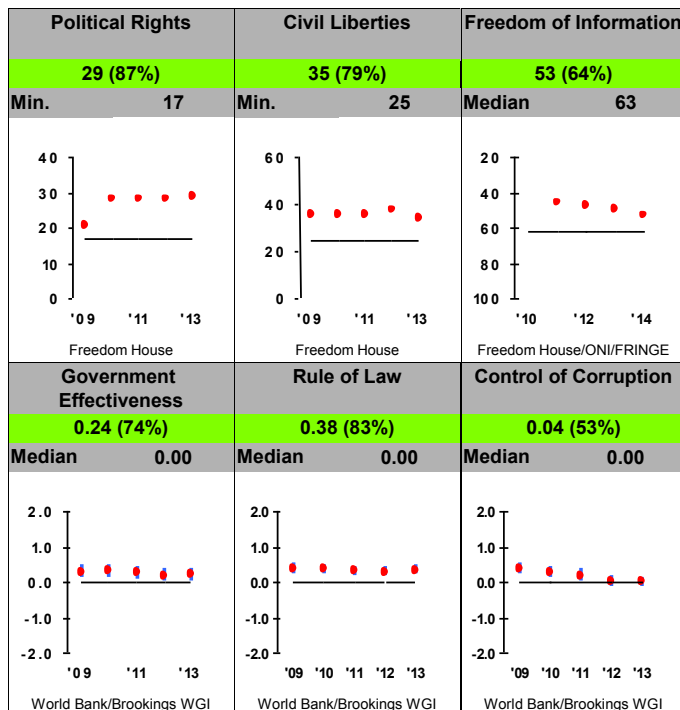 Political Rights
29 (87%)
Min. 17
40
30
20
10
0
'09 '11 '13
Freedom House
Civil Liberties
35 (79%)
Min. 25
60
40
20
0
'09 '11 '13
Freedom House
Freedom of Information
53 (64%)
Median 63
20
40
60
80
100
'10 '12 '14
Freedom House/ONI/FRINGE
Government
Effectiveness
0.24 (74%)
Median 0.00
2.0
1.0
0.0
-1.0
-2.0
'09 '11 '13
World Bank/Brookings WGI
Rule of Law
0.38 (83%)
Median 0.00
2.0
1.0
0.0
-1.0
-2.0
'09 '10 '11 '12 '13
World Bank/Brookings WGI
Control of Corruption
0.04 (53%)
Median 0.00
2.0
1.0
0.0
-1.0
-2.0
'09 '10 '11 '12 '13
World Bank/Brookings WGI